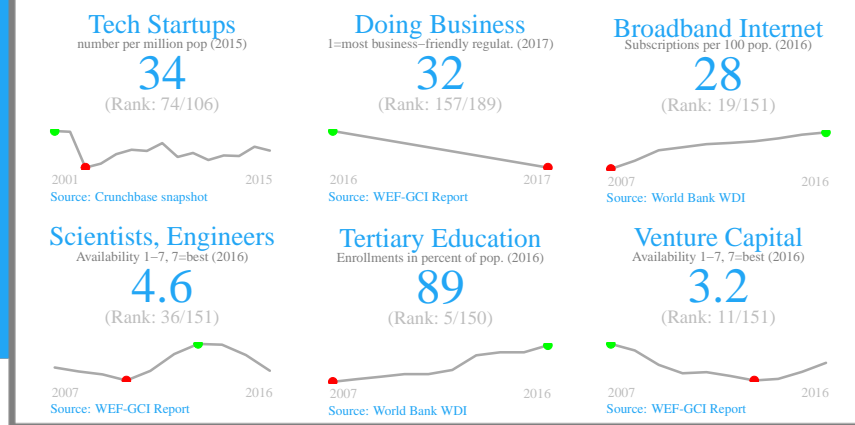 Tech Startups
number per million pop (2015)
34
(Rank: 74/106)
2001 2015
Source: Crunchbase snapshot
Doing Business
1=most business−friendly regulat. (2017)
32
(Rank: 157/189)
2016 2017
Source: WEF-GCI Report
Broadband Internet
Subscriptions per 100 pop. (2016)
28
(Rank: 19/151)
2007 2016
Source: World Bank WDI
Scientists, Engineers
Availability 1−7, 7=best (2016)
4.6
(Rank: 36/151)
2007 2016
Source: WEF-GCI Report
Tertiary Education
Enrollments in percent of pop. (2016)
89
(Rank: 5/150)
2007 2016
Source: World Bank WDI
Venture Capital
Availability 1−7, 7=best (2016)
3.2
(Rank: 11/151)
2007 2016
Source: WEF-GCI Report